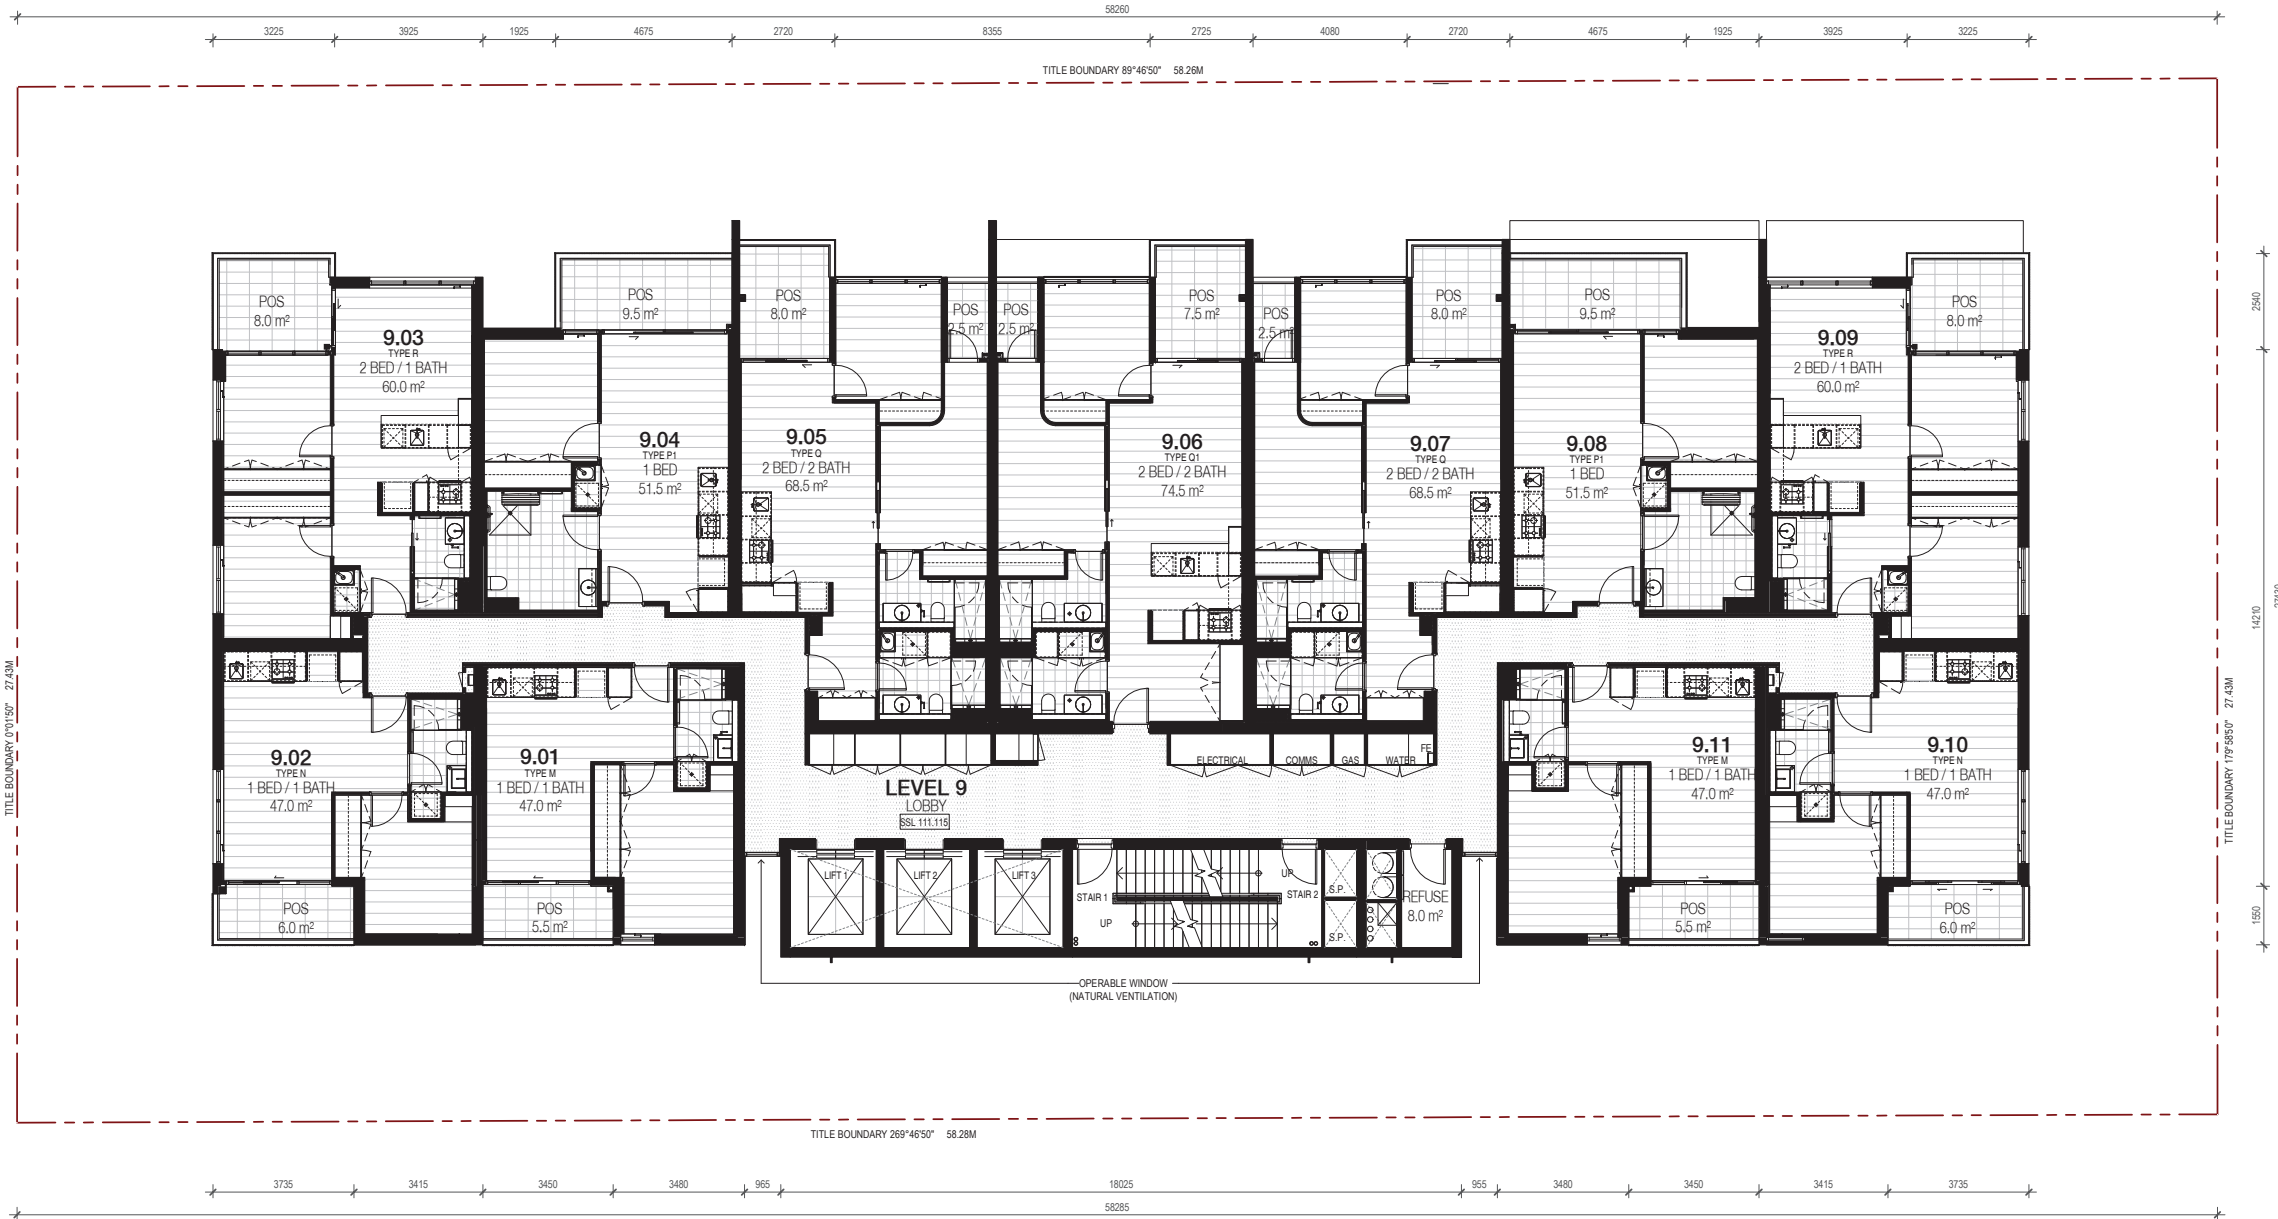 58260
3225
3925
1925
4675
2720
8355
2725
4080
2720
4675
1925
3925
3225
TITLE BOUNDARY 89°46'50" 58.26M
POS
8.0 m²
9.03
TYPE R
2 BED / 1 BATH
60.0 m²
POS
9.5 m²
9.04
TYPE P1
1 BED
51.5 m²
POS
8.0 m²
9.05
TYPE Q
2 BED / 2 BATH
68.5 m²
POS
2.5 m²
POS
2.5 m²
POS
7.5 m²
9.06
TYPE Q1
2 BED / 2 BATH
74.5 m²
POS
2.5 m²
POS
8.0 m²
9.07
TYPE Q
2 BED / 2 BATH
68.5 m²
POS
9.5 m²
9.08
TYPE P1
1 BED
51.5 m²
9.09
TYPE R
2 BED / 1 BATH
60.0 m²
POS
8.0 m²
2540
14210
1550
TITLE BOUNDARY 0°01'50" 27.43M
TITLE BOUNDARY 179°58'50" 27.43M
9.02
TYPE N
1 BED / 1 BATH
47.0 m²
POS
6.0 m²
9.01
TYPE M
1 BED / 1 BATH
47.0 m²
POS
5.5 m²
LEVEL 9
LOBBY
SSL 111.115
ELECTRICAL
COMMS
GAS
WATER
FE
LIFT 1
LIFT 2
LIFT 3
STAIR 1
UP
UP
STAIR 2
S.P.
S.P.
REFUSE
8.0 m²
9.11
TYPE M
1 BED / 1 BATH
47.0 m²
POS
5.5 m²
9.10
TYPE N
1 BED / 1 BATH
47.0 m²
POS
6.0 m²
OPERABLE WINDOW
(NATURAL VENTILATION)
TITLE BOUNDARY 269°46'50" 58.28M
3735
3415
3450
3480
965
18025
955
3480
3450
3415
3735
58285